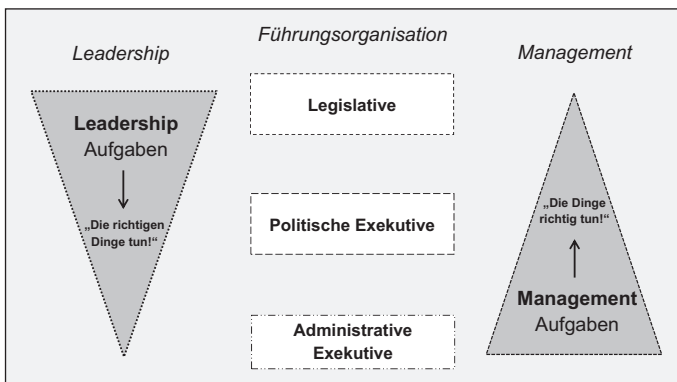 Leadership
Führungsorganisation
Management
Leadership
Aufgaben
„Die richtigen
Dinge tun!“
Legislative
Politische Exekutive
Administrative
Exekutive
„Die Dinge
richtig tun!“
Management
Aufgaben